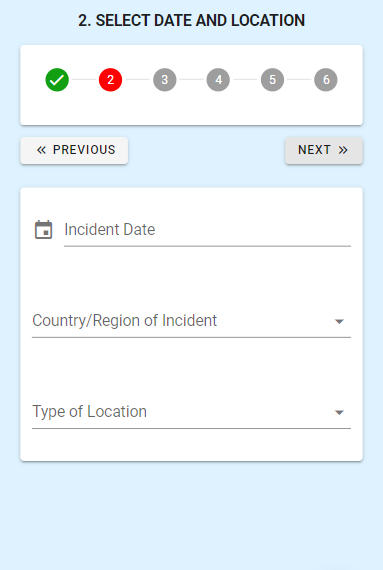 2. SELECT DATE AND LOCATION
2 3 4 5 6
PREVIOUS NEXT
Incident Date
Country/Region of Incident
Type of Location